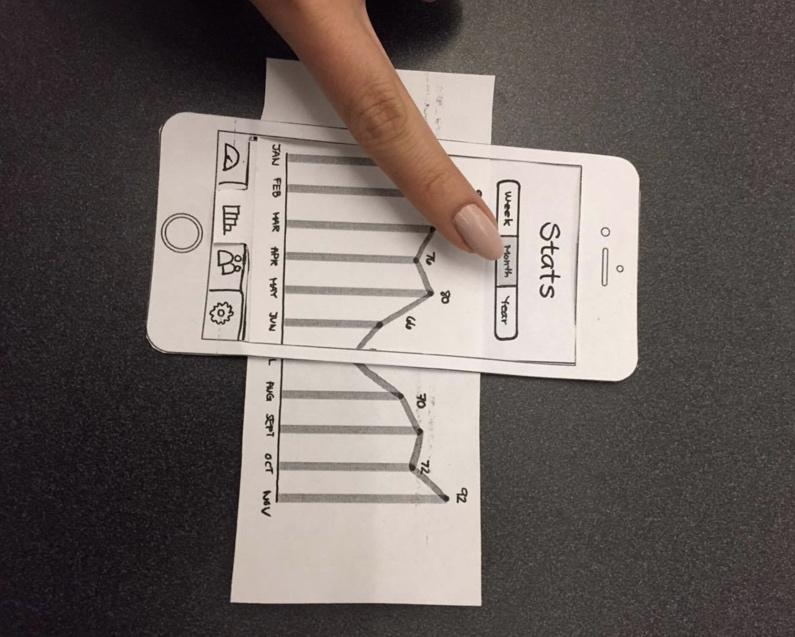 Stats
Week Month Year
76 80 66 70 72 92
JAN FEB MAR APR MAY JUN AUG SEPT OCT NOV